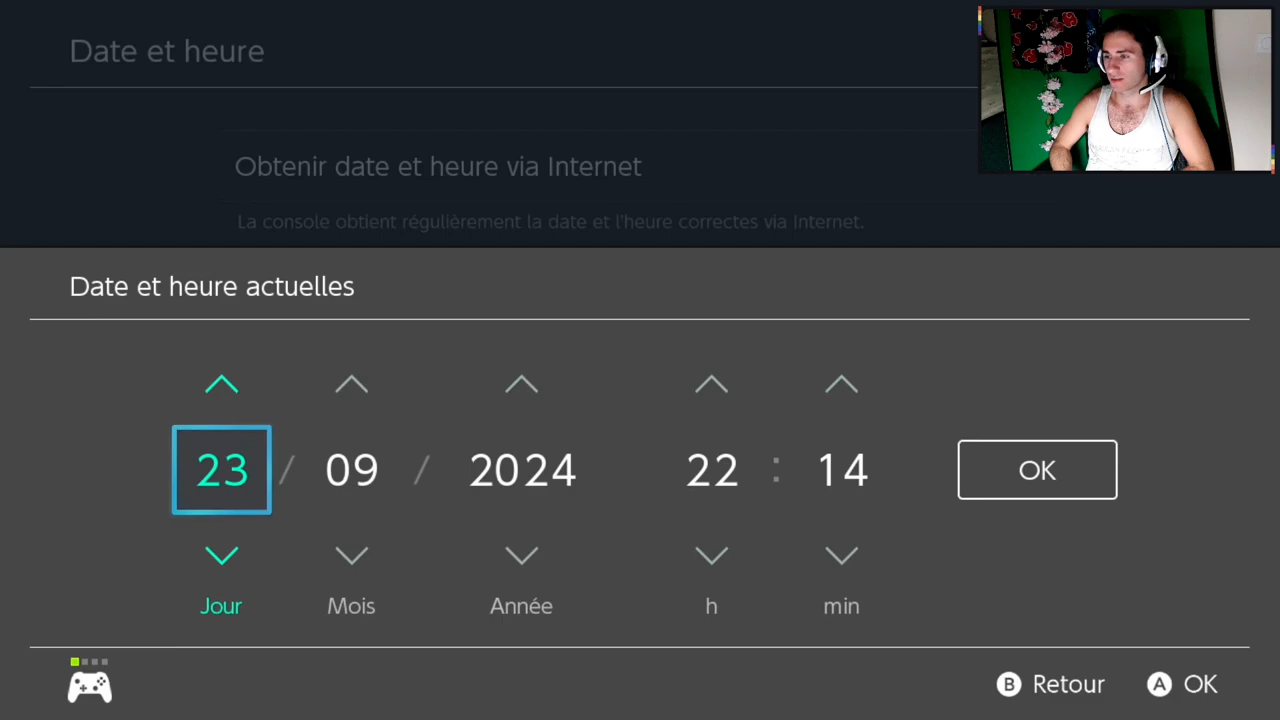 Date et heure
Obtenir date et heure via Internet
La console obtient régulièrement la date et l'heure correctes via Internet.
Date et heure actuelles
23 / 09 / 2024 22 : 14 OK
Jour Mois Année h min
B Retour A OK